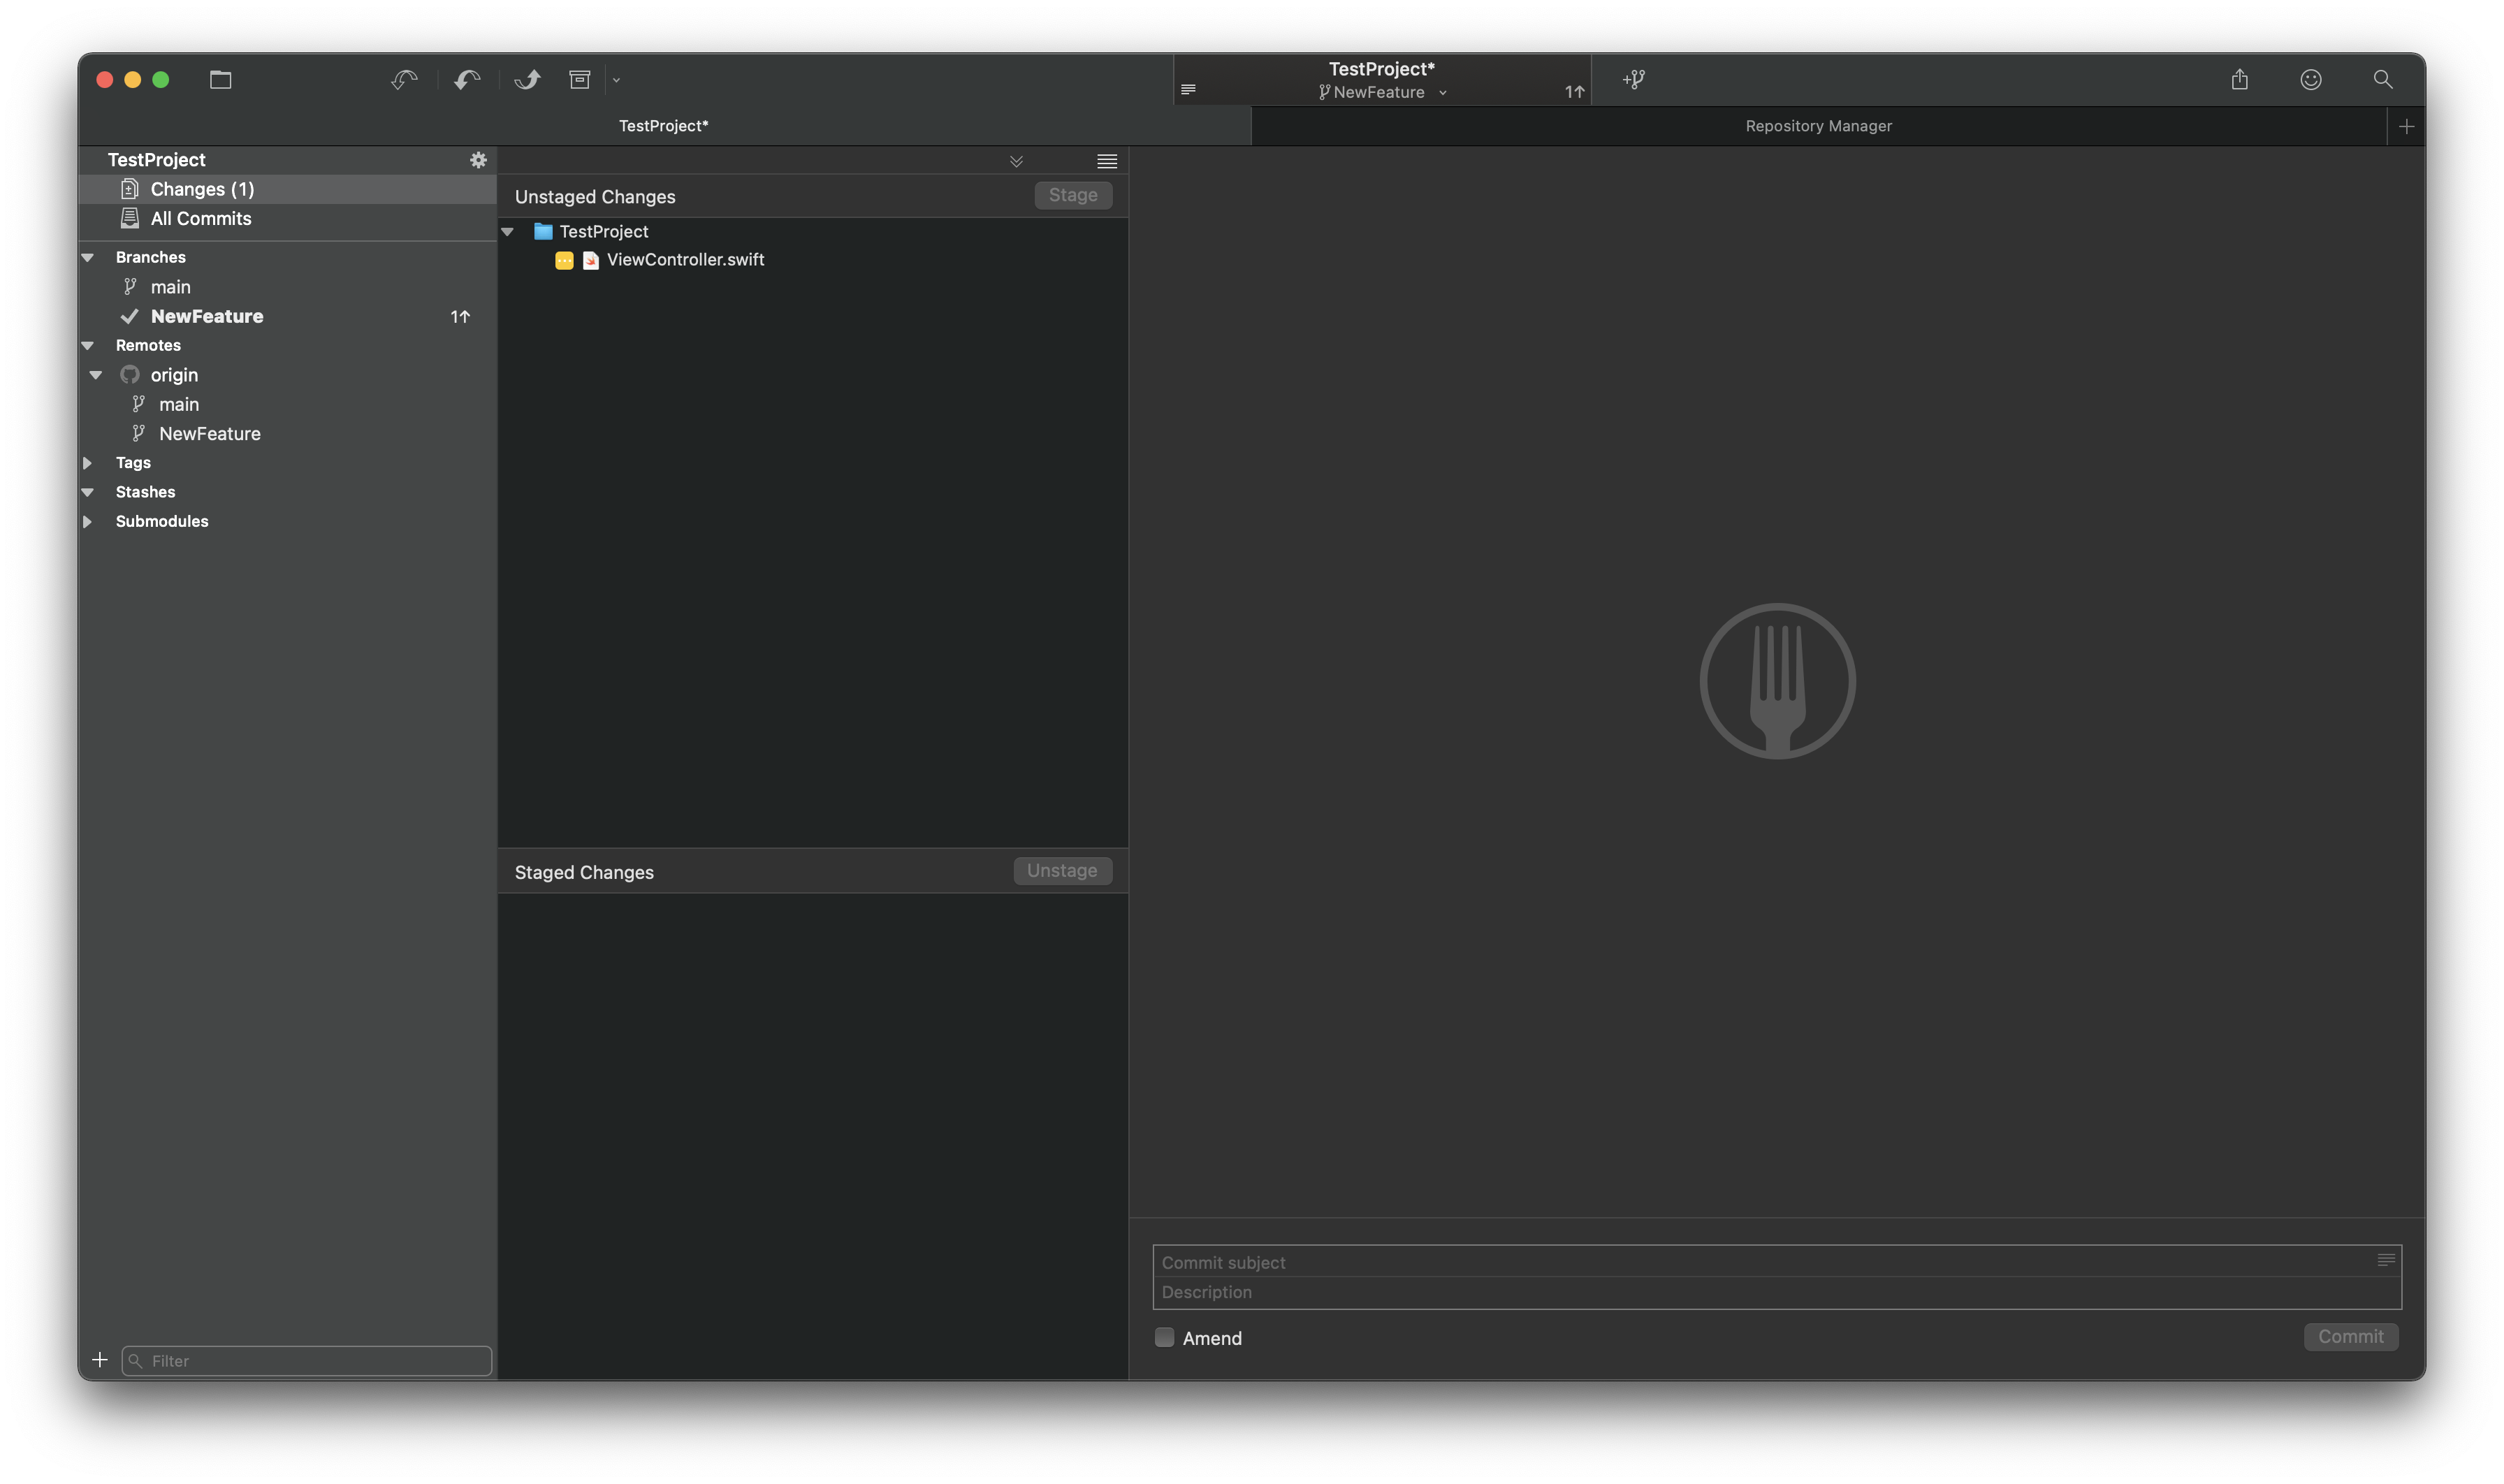 TestProject*
NewFeature
1↑
TestProject*
Repository Manager
TestProject
Changes (1)
All Commits
Branches
main
NewFeature
1↑
Remotes
origin
main
NewFeature
Tags
Stashes
Submodules
Filter
Unstaged Changes
Stage
TestProject
ViewController.swift
Staged Changes
Unstage
Commit subject
Description
Amend
Commit